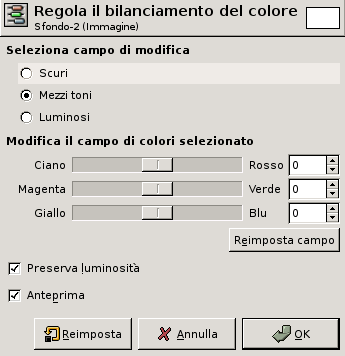 Regola il bilanciamento del colore
Sfondo-2 (Immagine)
Seleziona campo di modifica
Scuri
Mezzi toni
Luminosi
Modifica il campo di colori selezionato
Ciano Rosso 0
Magenta Verde 0
Giallo Blu 0
Reimposta campo
Preserva luminosità
Anteprima
Reimposta Annulla OK